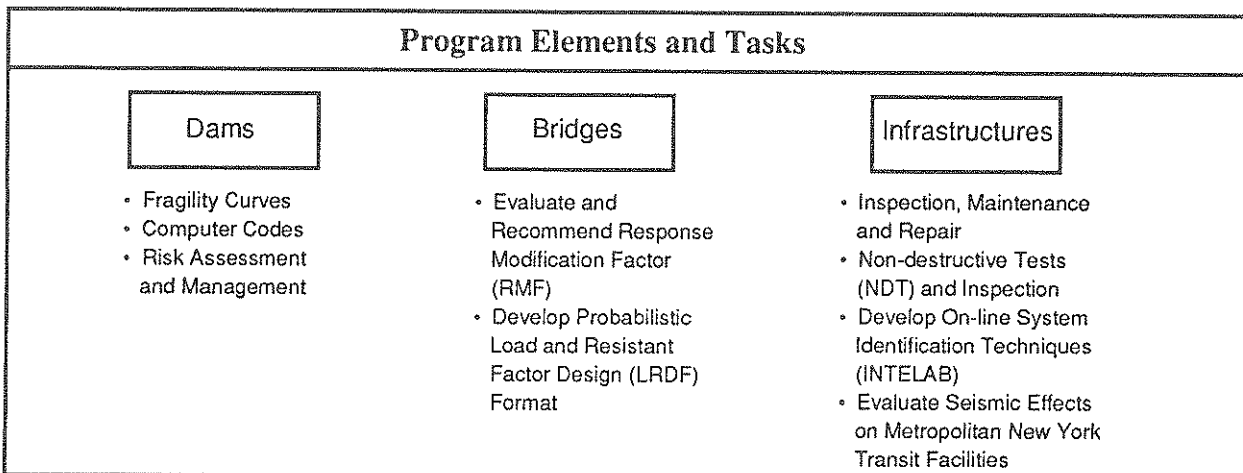 Program Elements and Tasks
Dams
• Fragility Curves
• Computer Codes
• Risk Assessment
and Management
Bridges
• Evaluate and
Recommend Response
Modification Factor
(RMF)
• Develop Probabilistic
Load and Resistant
Factor Design (LRDF)
Format
Infrastructures
• Inspection, Maintenance
and Repair
• Non-destructive Tests
(NDT) and Inspection
• Develop On-line System
Identification Techniques
(INTELAB)
• Evaluate Seismic Effects
on Metropolitan New York
Transit Facilities